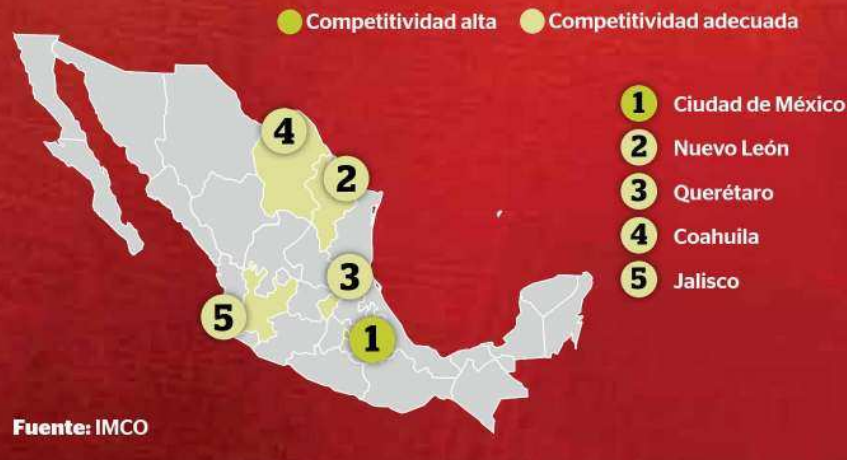 Competitividad alta Competitividad adecuada
1 Ciudad de México
2 Nuevo León
3 Querétaro
4 Coahuila
5 Jalisco
4
2
3
5
1
Fuente: IMCO